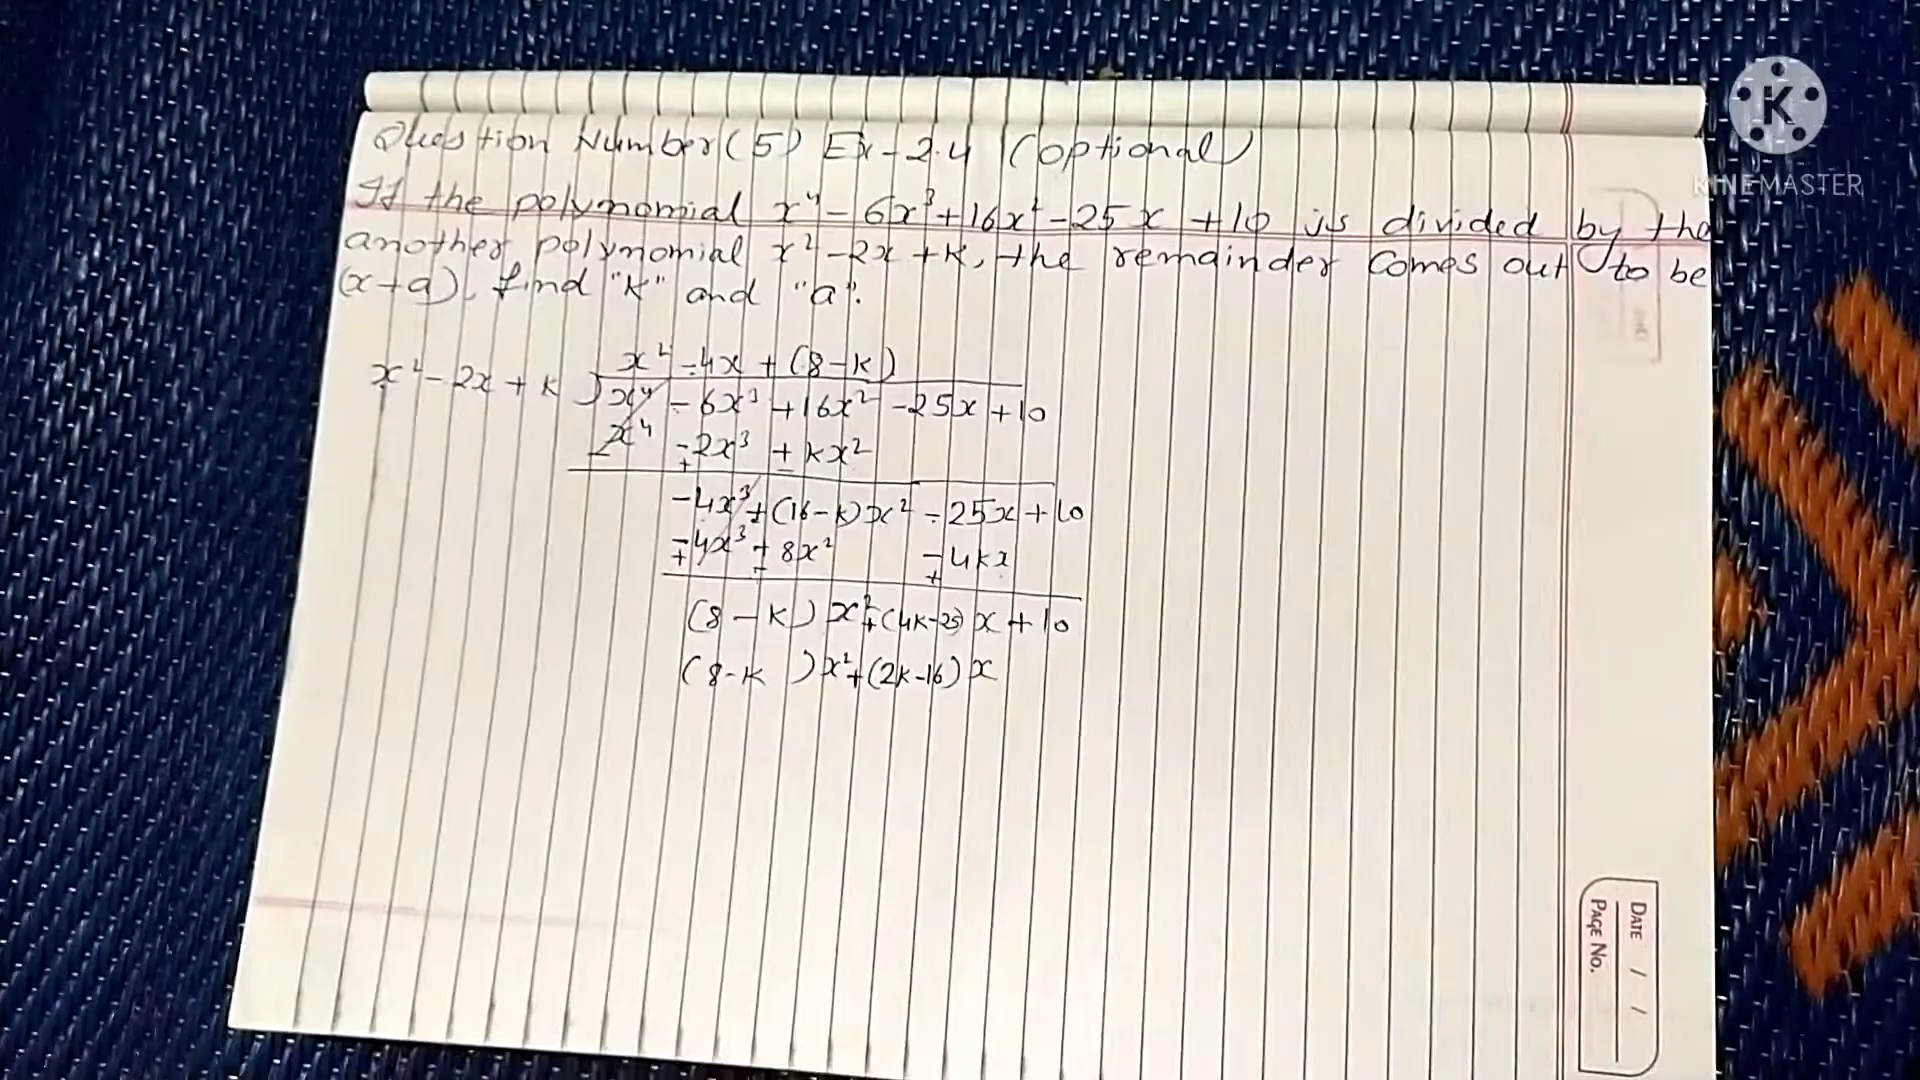 Question Number (5) Ex-2.4 (optional)
If the polynomial x⁴ - 6x³ + 16x² - 25x + 10 is divided by the
another polynomial x² - 2x + k, the remainder comes out to be
(x+a), find "k" and "a".
x² - 4x + (8-k)
x² - 2x + k ) x⁴ - 6x³ + 16x² - 25x + 10
x⁴ - 2x³ + kx²
- + -
-4x³ + (16-k)x² - 25x + 10
-4x³ + 8x² - 4kx
+ - +
(8-k)x² + (4k-25)x + 10
(8-k)x² + (2k-16)x
K
KINEMASTER
DATE / /
PAGE NO.